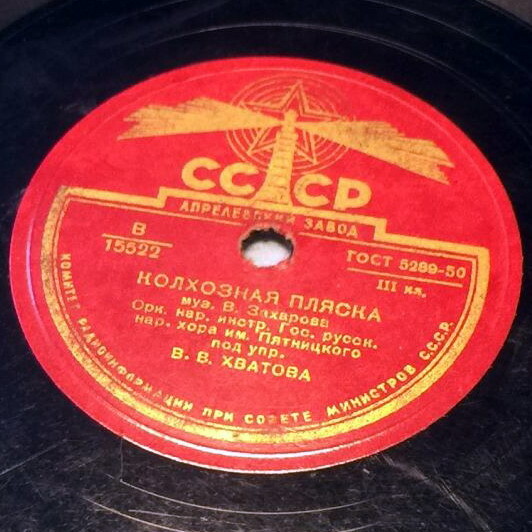 СССР
АПРЕЛЕВСКИЙ ЗАВОД
В
15522
ГОСТ 5289-50
III кл.
КОЛХОЗНАЯ ПЛЯСКА
муз. В. Захарова
Орк. нар. инстр. Гос. русск.
нар. хора им. Пятницкого
под упр.
В. В. ХВАТОВА
КОМИТЕТ РАДИОИНФОРМАЦИИ ПРИ СОВЕТЕ МИНИСТРОВ С.С.С.Р.